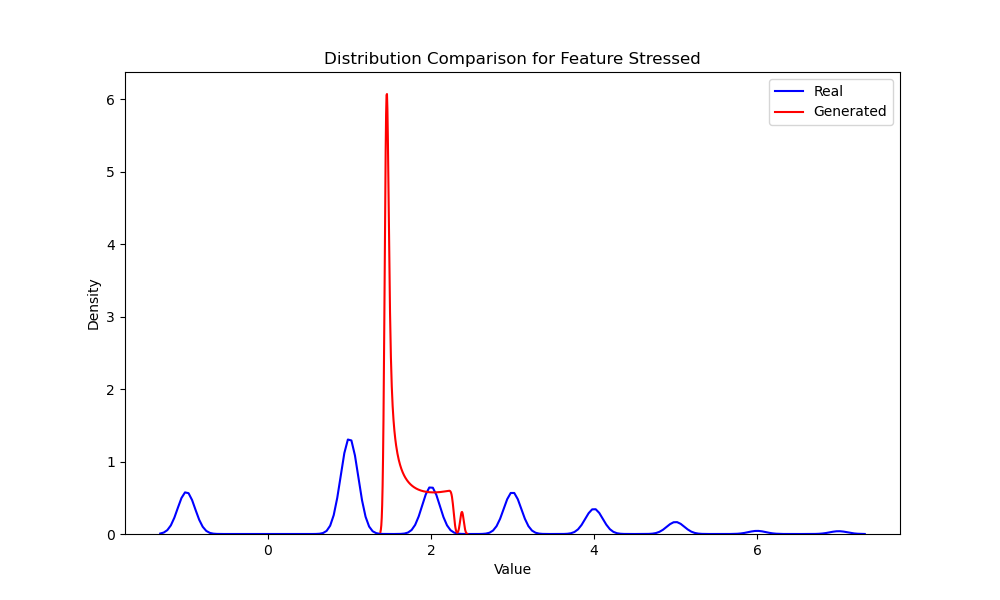 Distribution Comparison for Feature Stressed
Real
Generated
6
5
4
3
2
1
0
Density
0 2 4 6
Value